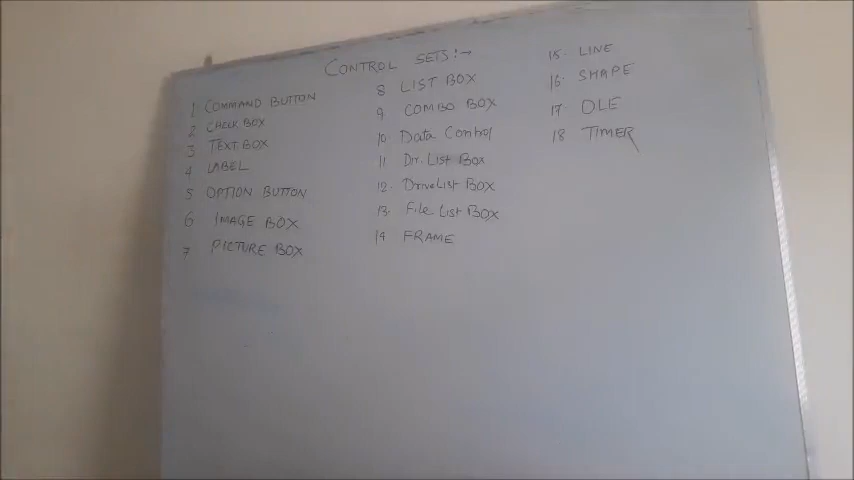 CONTROL SETS:→
1 COMMAND BUTTON
2 CHECK BOX
3 TEXT BOX
4 LABEL
5 OPTION BUTTON
6 IMAGE BOX
7 PICTURE BOX
8 LIST BOX
9 COMBO BOX
10 Data Control
11 Dir. List Box
12. DriveList BOX
13. File List BOX
14 FRAME
15. LINE
16. SHAPE
17. OLE
18 TIMER